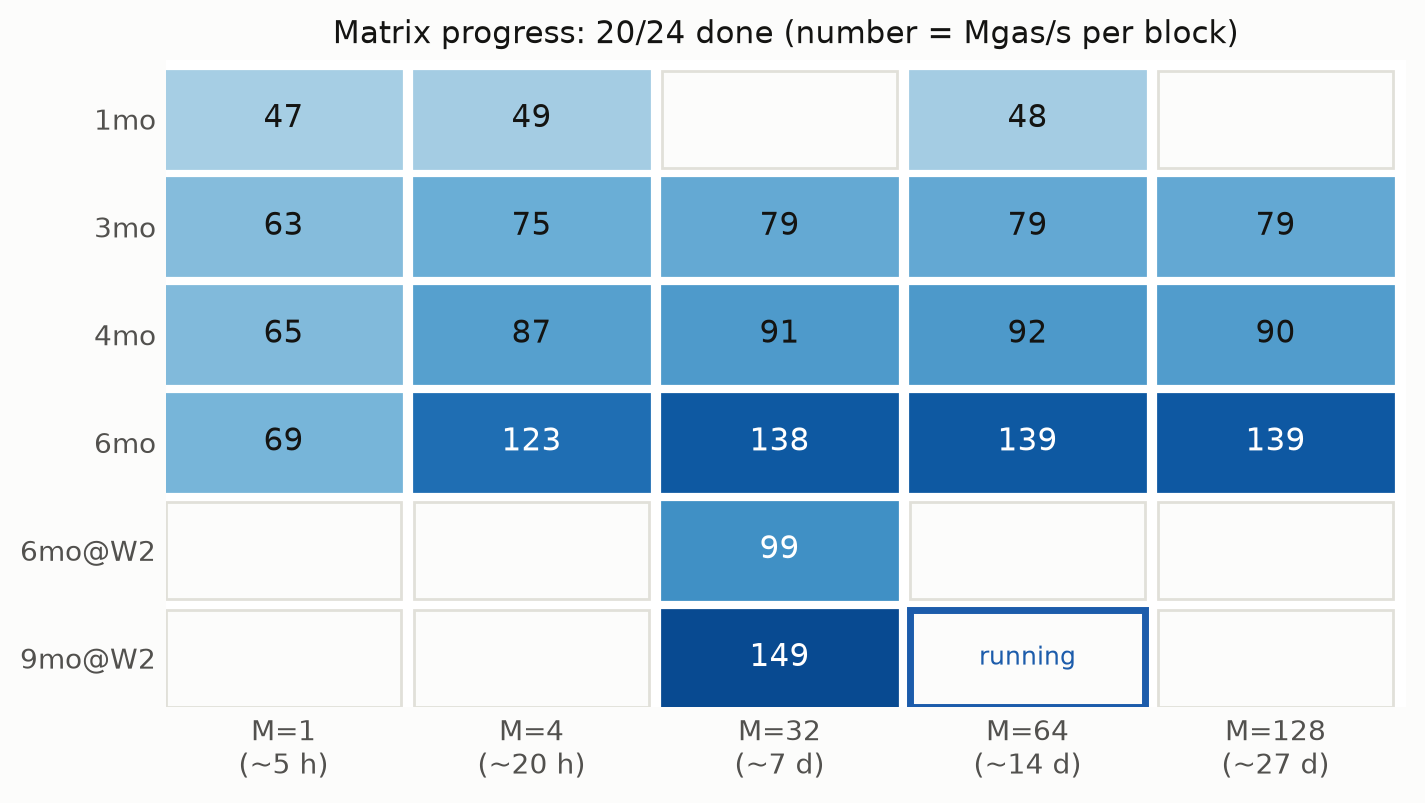 Matrix progress: 20/24 done (number = Mgas/s per block)
1mo 47 49 48
3mo 63 75 79 79 79
4mo 65 87 91 92 90
6mo 69 123 138 139 139
6mo@W2 99
9mo@W2 149 running
M=1 M=4 M=32 M=64 M=128
(~5 h) (~20 h) (~7 d) (~14 d) (~27 d)